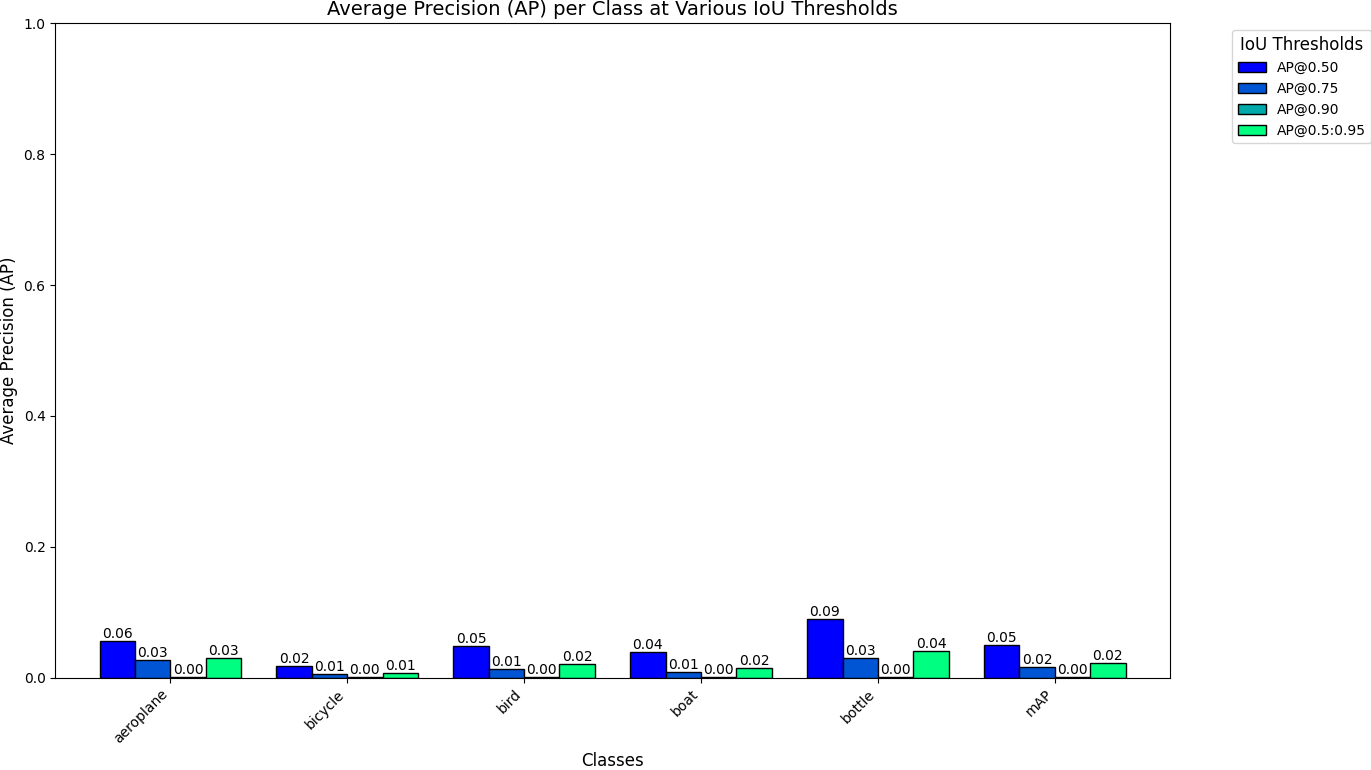 Average Precision (AP) per Class at Various IoU Thresholds
1.0
0.8
0.6
0.4
0.2
0.0
Average Precision (AP)
0.06 0.03 0.00 0.03
0.02 0.01 0.00 0.01
0.05 0.01 0.00 0.02
0.04 0.01 0.00 0.02
0.09 0.03 0.00 0.04
0.05 0.02 0.00 0.02
aeroplane
bicycle
bird
boat
bottle
mAP
Classes
IoU Thresholds
AP@0.50
AP@0.75
AP@0.90
AP@0.5:0.95